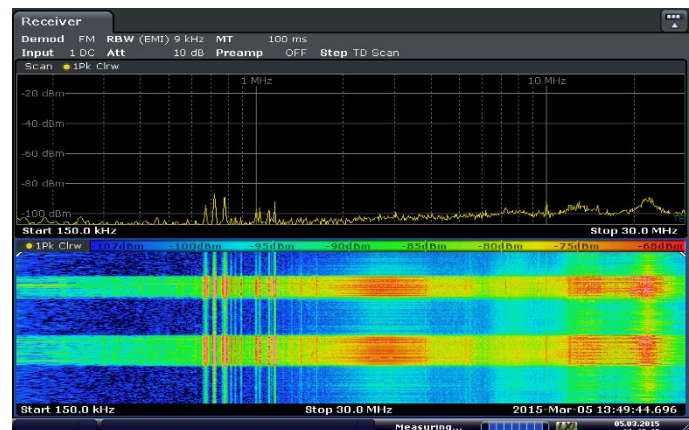 Receiver
Demod FM RBW (EMI) 9 kHz MT 100 ms
Input 1 DC Att 10 dB Preamp OFF Step TD Scan
Scan 1Pk Clrw
1 MHz 10 MHz
-20 dBm
-40 dBm
-60 dBm
-80 dBm
-100 dBm
TF
Start 150.0 kHz Stop 30.0 MHz
1Pk Clrw -107dBm -100dBm -95dBm -90dBm -85dBm -80dBm -75dBm -68dBm
Start 150.0 kHz Stop 30.0 MHz 2015-Mar-05 13:49:44.696
Measuring... 05.03.2015